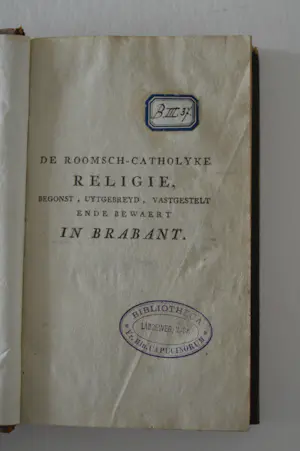 B.III.37.
DE ROOMSCH-CATHOLYKE
RELIGIE,
BEGONST, UYTGEBREYD, VASTGESTELT
ENDE BEWAERT
IN BRABANT.
BIBLIOTHECA